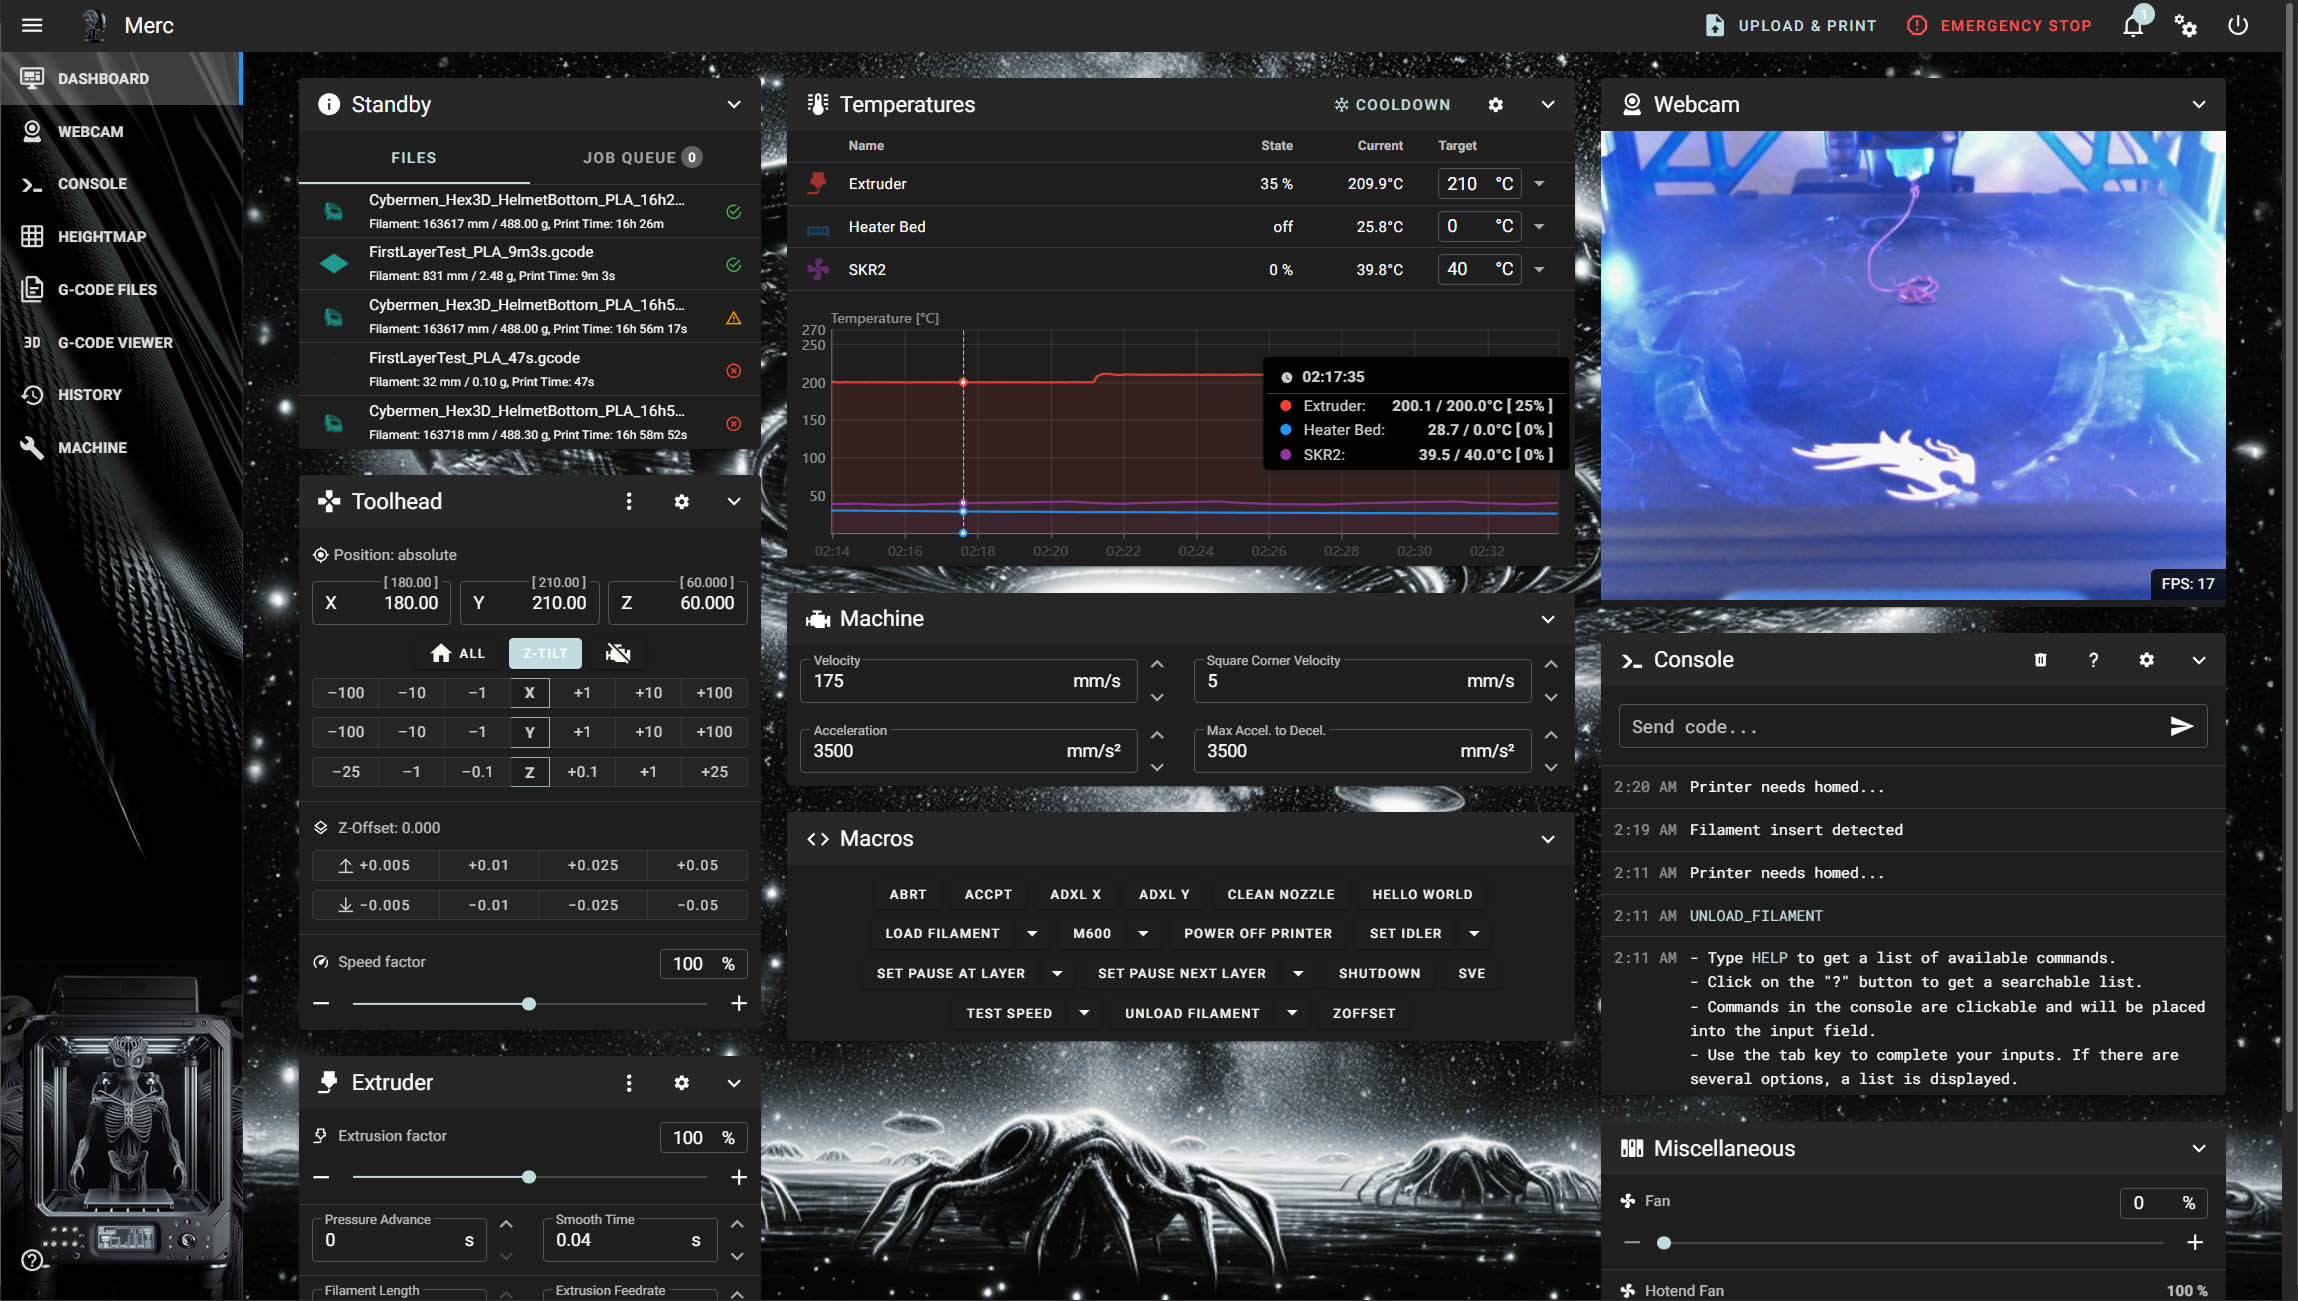 Merc
UPLOAD & PRINT
EMERGENCY STOP
1
DASHBOARD
WEBCAM
CONSOLE
HEIGHTMAP
G-CODE FILES
3D G-CODE VIEWER
HISTORY
MACHINE
Standby
FILES JOB QUEUE 0
Cybermen_Hex3D_HelmetBottom_PLA_16h2...
Filament: 163617 mm / 488.00 g, Print Time: 16h 26m
FirstLayerTest_PLA_9m3s.gcode
Filament: 831 mm / 2.48 g, Print Time: 9m 3s
Cybermen_Hex3D_HelmetBottom_PLA_16h5...
Filament: 163617 mm / 488.00 g, Print Time: 16h 56m 17s
FirstLayerTest_PLA_47s.gcode
Filament: 32 mm / 0.10 g, Print Time: 47s
Cybermen_Hex3D_HelmetBottom_PLA_16h5...
Filament: 163718 mm / 488.30 g, Print Time: 16h 58m 52s
Toolhead
Position: absolute
[ 180.00 ] [ 210.00 ] [ 60.000 ]
X 180.00 Y 210.00 Z 60.000
ALL Z-TILT
−100 −10 −1 X +1 +10 +100
−100 −10 −1 Y +1 +10 +100
−25 −1 −0.1 Z +0.1 +1 +25
Z-Offset: 0.000
+0.005 +0.01 +0.025 +0.05
−0.005 −0.01 −0.025 −0.05
Speed factor 100 %
Extruder
Extrusion factor 100 %
Pressure Advance Smooth Time
0 s 0.04 s
Filament Length Extrusion Feedrate
Temperatures COOLDOWN
Name State Current Target
Extruder 35 % 209.9°C 210 °C
Heater Bed off 25.8°C 0 °C
SKR2 0 % 39.8°C 40 °C
Temperature [°C]
270
250
200
150
100
50
02:14 02:16 02:18 02:20 02:22 02:24 02:26 02:28 02:30 02:32
02:17:35
Extruder: 200.1 / 200.0°C [ 25% ]
Heater Bed: 28.7 / 0.0°C [ 0% ]
SKR2: 39.5 / 40.0°C [ 0% ]
Machine
Velocity Square Corner Velocity
175 mm/s 5 mm/s
Acceleration Max Accel. to Decel.
3500 mm/s² 3500 mm/s²
Macros
ABRT ACCPT ADXL X ADXL Y CLEAN NOZZLE HELLO WORLD
LOAD FILAMENT M600 POWER OFF PRINTER SET IDLER
SET PAUSE AT LAYER SET PAUSE NEXT LAYER SHUTDOWN SVE
TEST SPEED UNLOAD FILAMENT ZOFFSET
Webcam
FPS: 17
Console
?
Send code...
2:20 AM Printer needs homed...
2:19 AM Filament insert detected
2:11 AM Printer needs homed...
2:11 AM UNLOAD_FILAMENT
2:11 AM - Type HELP to get a list of available commands.
- Click on the "?" button to get a searchable list.
- Commands in the console are clickable and will be placed
into the input field.
- Use the tab key to complete your inputs. If there are
several options, a list is displayed.
Miscellaneous
Fan 0 %
Hotend Fan 100 %